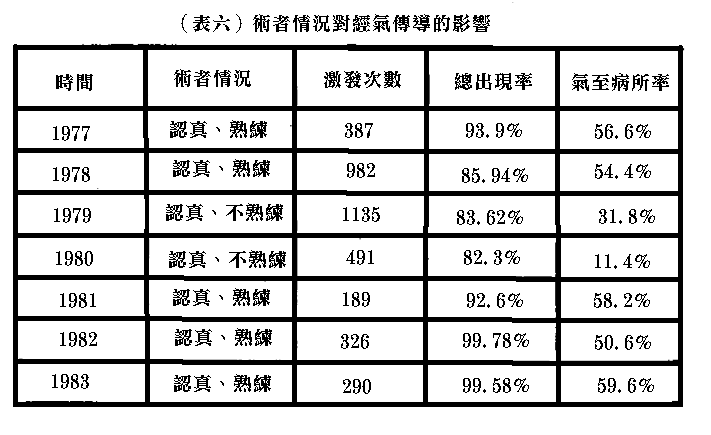 （表六）術者情況對經氣傳導的影響
時間 術者情況 激發次數 總出現率 氣至病所率
1977 認真、熟練 387 93.9% 56.6%
1978 認真、熟練 982 85.94% 54.4%
1979 認真、不熟練 1135 83.62% 31.8%
1980 認真、不熟練 491 82.3% 11.4%
1981 認真、熟練 189 92.6% 58.2%
1982 認真、熟練 326 99.78% 50.6%
1983 認真、熟練 290 99.58% 59.6%